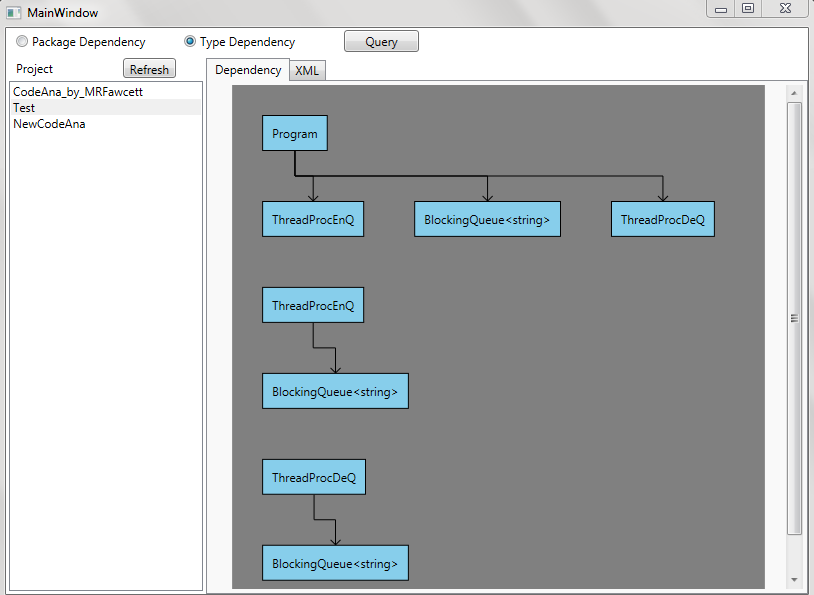 MainWindow
Package Dependency
Type Dependency
Query
Project
Refresh
Dependency
XML
CodeAna_by_MRFawcett
Test
NewCodeAna
Program
ThreadProcEnQ
BlockingQueue<string>
ThreadProcDeQ
ThreadProcEnQ
BlockingQueue<string>
ThreadProcDeQ
BlockingQueue<string>